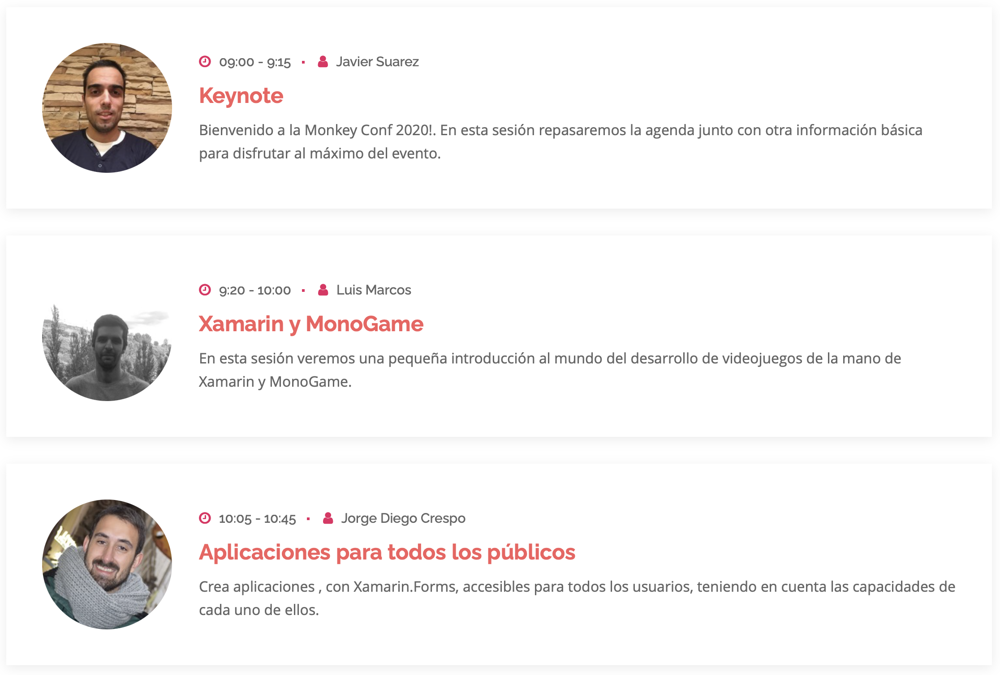 09:00 - 9:15 ▪ Javier Suarez
Keynote
Bienvenido a la Monkey Conf 2020!. En esta sesión repasaremos la agenda junto con otra información básica
para disfrutar al máximo del evento.
9:20 - 10:00 ▪ Luis Marcos
Xamarin y MonoGame
En esta sesión veremos una pequeña introducción al mundo del desarrollo de videojuegos de la mano de
Xamarin y MonoGame.
10:05 - 10:45 ▪ Jorge Diego Crespo
Aplicaciones para todos los públicos
Crea aplicaciones , con Xamarin.Forms, accesibles para todos los usuarios, teniendo en cuenta las capacidades de
cada uno de ellos.